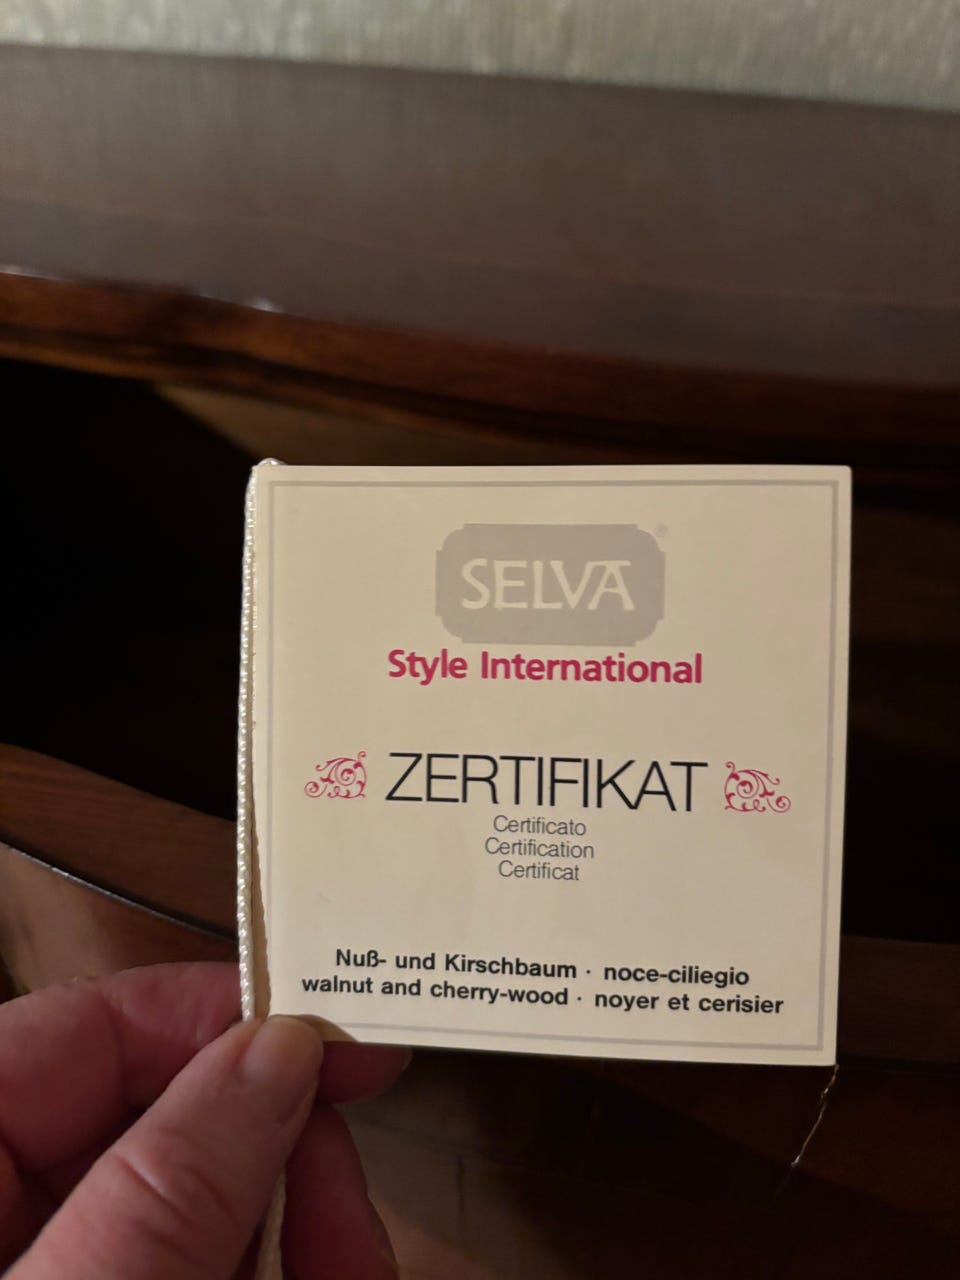 SELVA ®
Style International
ZERTIFIKAT
Certificato
Certification
Certificat
Nuß- und Kirschbaum · noce-ciliegio
walnut and cherry-wood · noyer et cerisier